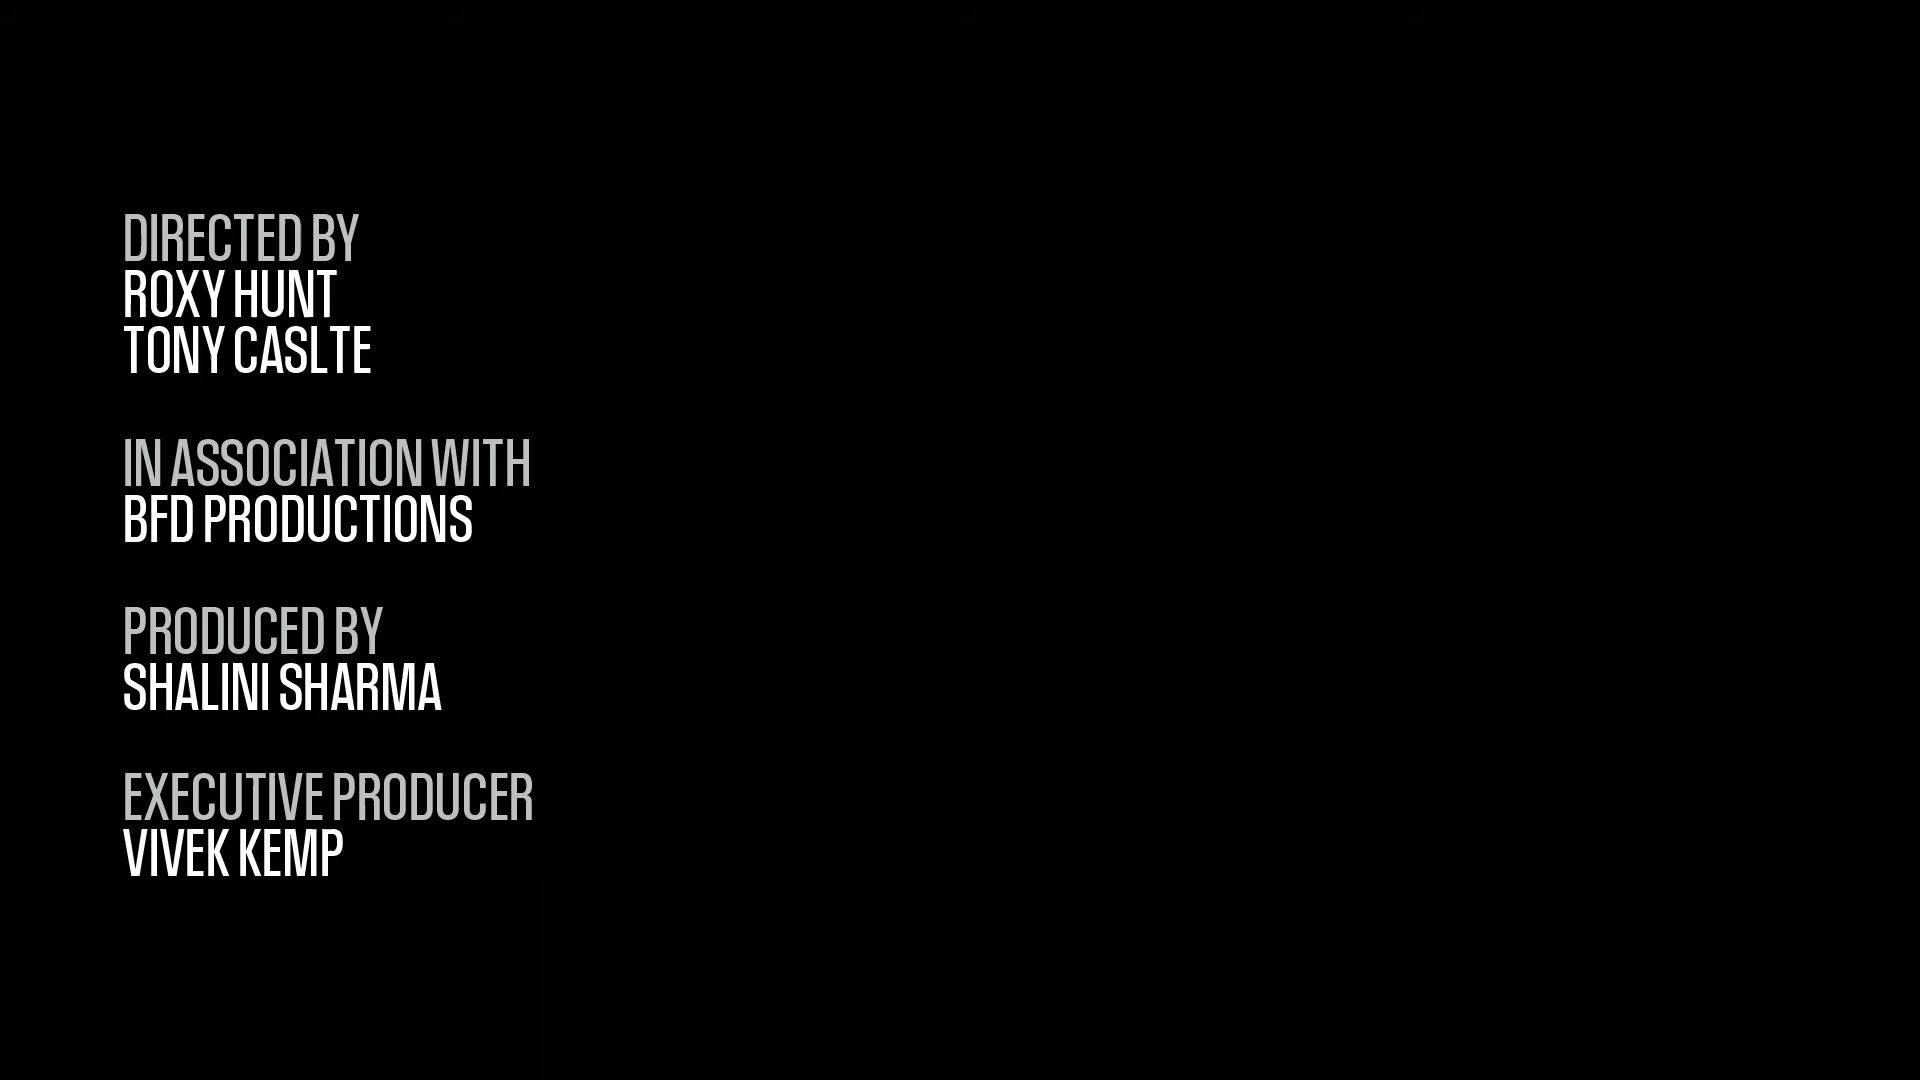 DIRECTED BY
ROXY HUNT
TONY CASLTE
IN ASSOCIATION WITH
BFD PRODUCTIONS
PRODUCED BY
SHALINI SHARMA
EXECUTIVE PRODUCER
VIVEK KEMP